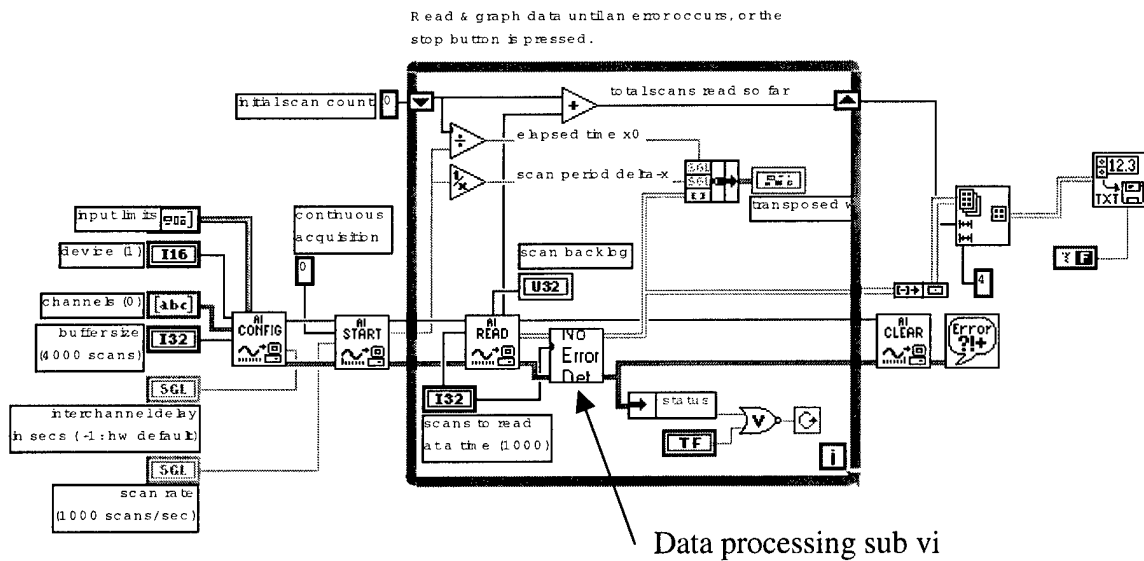 Read & graph data until an error occurs, or the
stop button is pressed.
initial scan count
0
total scans read so far
+
÷
elapsed time x0
1/x
scan period delta-x
SGL
SGL
[ ]
transposed w
12.3
TXT
input limits
continuous
acquisition
0
device (1)
I16
scan backlog
U32
channels (0)
[abc]
buffer size
(4000 scans)
I32
AI
CONFIG
AI
START
AI
READ
No
Error
Det
AI
CLEAR
Error
?!+
4
F
SGL
interchannel delay
in secs (-1: hw default)
I32
scans to read
at a time (1000)
status
TF
V
i
SGL
scan rate
(1000 scans/sec)
Data processing sub vi